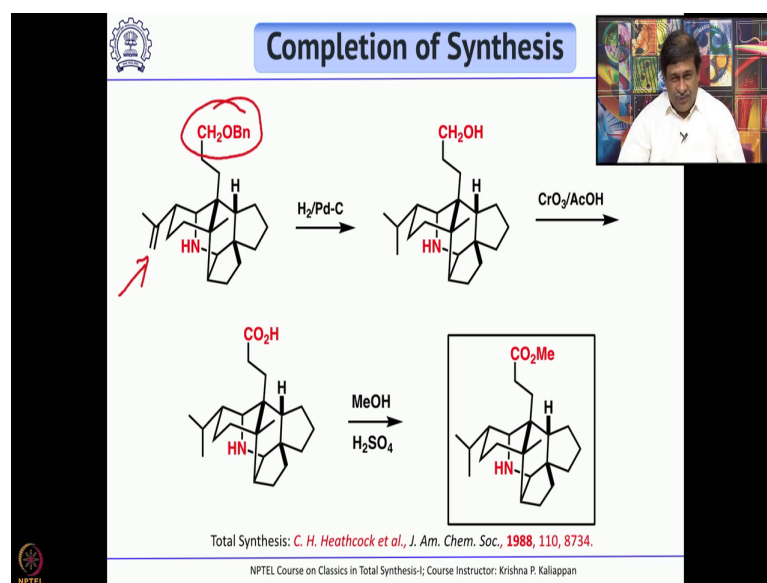 Completion of Synthesis
CH₂OBn
H
HN
H₂/Pd-C
CH₂OH
H
HN
CrO₃/AcOH
CO₂H
H
HN
MeOH
H₂SO₄
CO₂Me
H
HN
Total Synthesis: C. H. Heathcock et al., J. Am. Chem. Soc., 1988, 110, 8734.
NPTEL Course on Classics in Total Synthesis-I; Course Instructor: Krishna P. Kaliappan
NPTEL